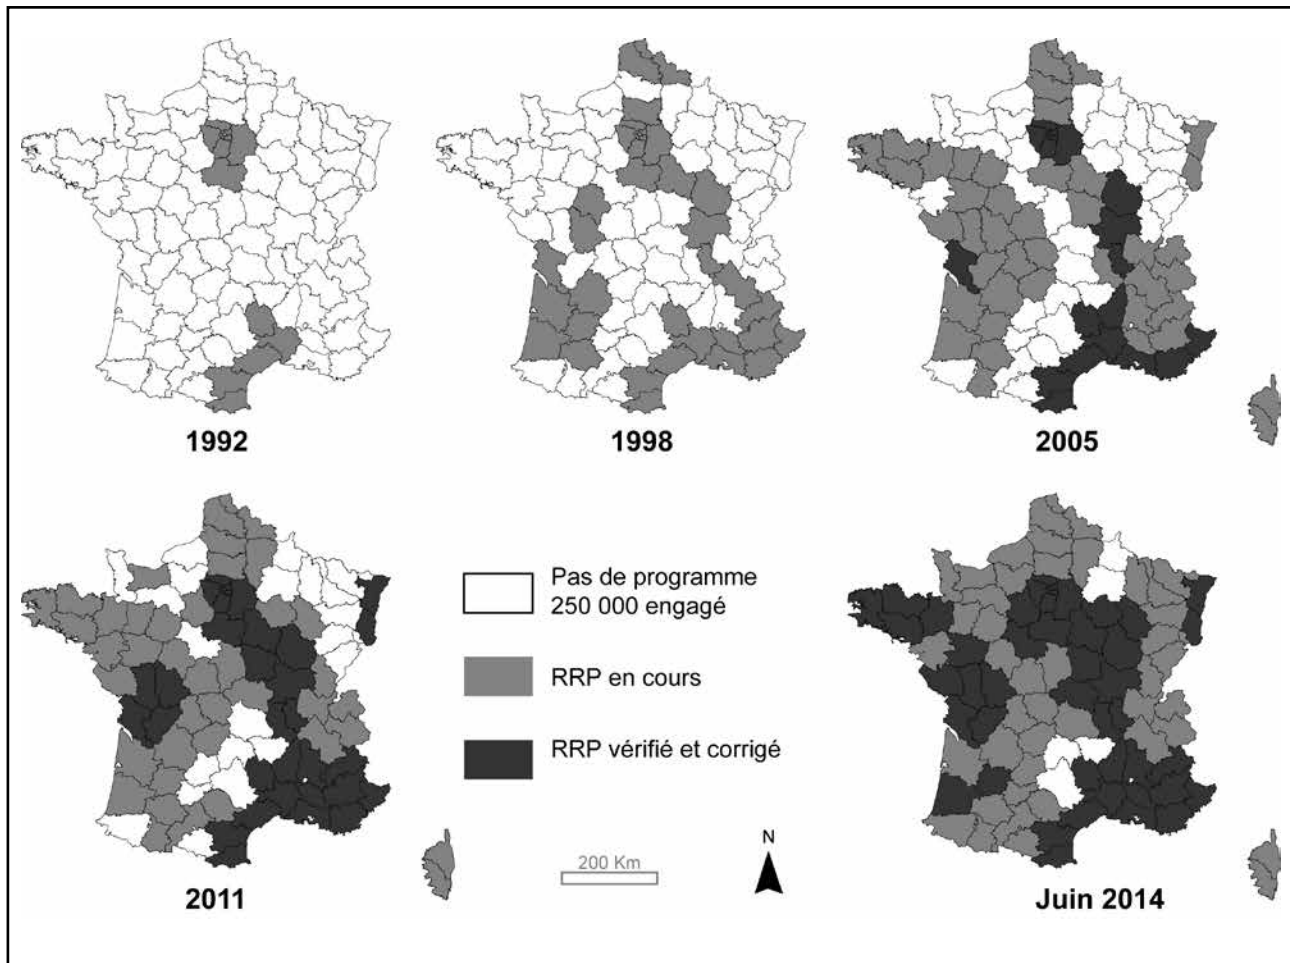 1992
1998
2005
Pas de programme
250 000 engagé
RRP en cours
RRP vérifié et corrigé
200 Km
N
2011
Juin 2014